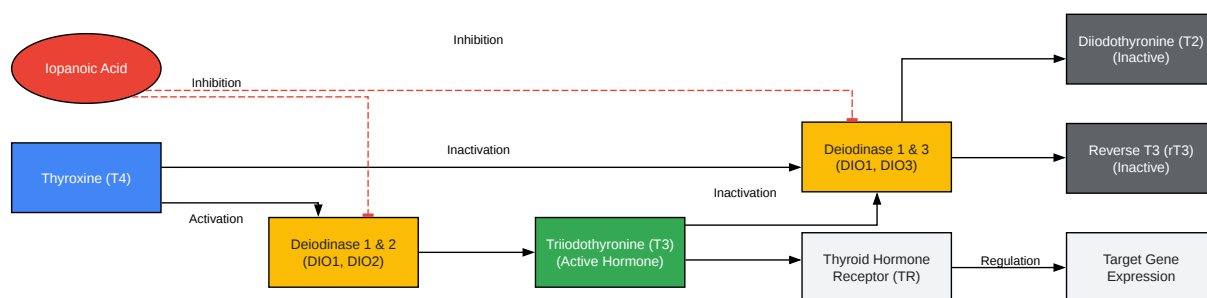 Inhibition
Iopanoic Acid
Inhibition
Diiodothyronine (T2)
(Inactive)
Thyroxine (T4)
Inactivation
Deiodinase 1 & 3
(DIO1, DIO3)
Reverse T3 (rT3)
(Inactive)
Activation
Inactivation
Deiodinase 1 & 2
(DIO1, DIO2)
Triiodothyronine (T3)
(Active Hormone)
Thyroid Hormone
Receptor (TR)
Regulation
Target Gene
Expression